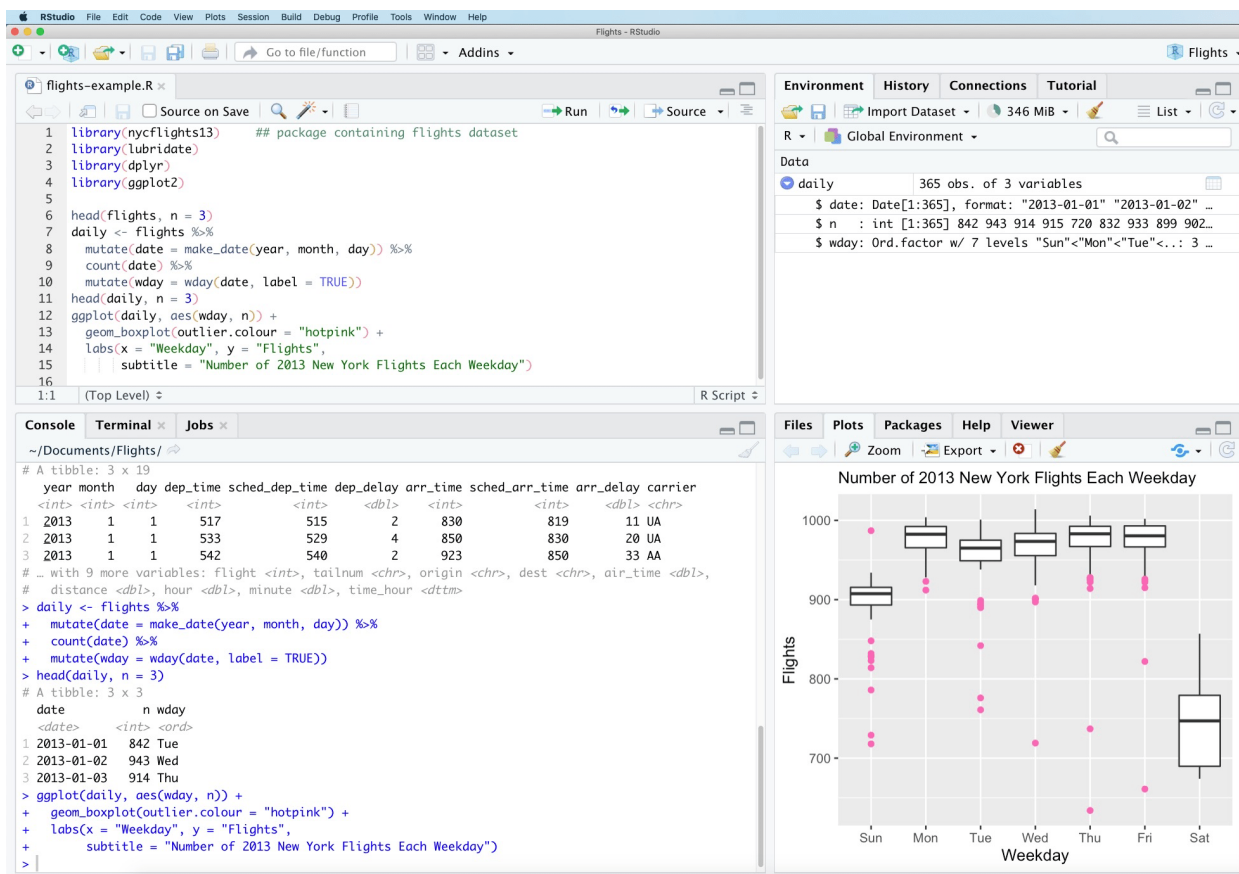 RStudio File Edit Code View Plots Session Build Debug Profile Tools Window Help
Flights - RStudio
Go to file/function Addins Flights
flights-example.R
Source on Save Run Source
1 library(nycflights13) ## package containing flights dataset
2 library(lubridate)
3 library(dplyr)
4 library(ggplot2)
5
6 head(flights, n = 3)
7 daily <- flights %>%
8 mutate(date = make_date(year, month, day)) %>%
9 count(date) %>%
10 mutate(wday = wday(date, label = TRUE))
11 head(daily, n = 3)
12 ggplot(daily, aes(wday, n)) +
13 geom_boxplot(outlier.colour = "hotpink") +
14 labs(x = "Weekday", y = "Flights",
15 subtitle = "Number of 2013 New York Flights Each Weekday")
16
1:1 (Top Level) R Script
Environment History Connections Tutorial
Import Dataset 346 MiB List
R Global Environment
Data
daily 365 obs. of 3 variables
$ date: Date[1:365], format: "2013-01-01" "2013-01-02" …
$ n : int [1:365] 842 943 914 915 720 832 933 899 902…
$ wday: Ord.factor w/ 7 levels "Sun"<"Mon"<"Tue"<..: 3 …
Console Terminal Jobs
~/Documents/Flights/
# A tibble: 3 x 19
year month day dep_time sched_dep_time dep_delay arr_time sched_arr_time arr_delay carrier
<int> <int> <int> <int> <int> <dbl> <int> <int> <dbl> <chr>
1 2013 1 1 517 515 2 830 819 11 UA
2 2013 1 1 533 529 4 850 830 20 UA
3 2013 1 1 542 540 2 923 850 33 AA
# … with 9 more variables: flight <int>, tailnum <chr>, origin <chr>, dest <chr>, air_time <dbl>,
# distance <dbl>, hour <dbl>, minute <dbl>, time_hour <dttm>
> daily <- flights %>%
+ mutate(date = make_date(year, month, day)) %>%
+ count(date) %>%
+ mutate(wday = wday(date, label = TRUE))
> head(daily, n = 3)
# A tibble: 3 x 3
date n wday
<date> <int> <ord>
1 2013-01-01 842 Tue
2 2013-01-02 943 Wed
3 2013-01-03 914 Thu
> ggplot(daily, aes(wday, n)) +
+ geom_boxplot(outlier.colour = "hotpink") +
+ labs(x = "Weekday", y = "Flights",
+ subtitle = "Number of 2013 New York Flights Each Weekday")
>
Files Plots Packages Help Viewer
Zoom Export
Number of 2013 New York Flights Each Weekday
1000
900
800
700
Flights
Sun Mon Tue Wed Thu Fri Sat
Weekday